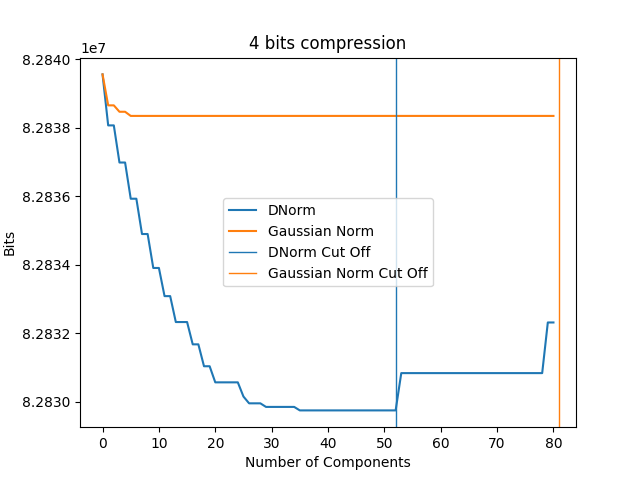 4 bits compression
1e7
8.2840
8.2838
8.2836
8.2834
8.2832
8.2830
Bits
DNorm
Gaussian Norm
DNorm Cut Off
Gaussian Norm Cut Off
0 10 20 30 40 50 60 70 80
Number of Components